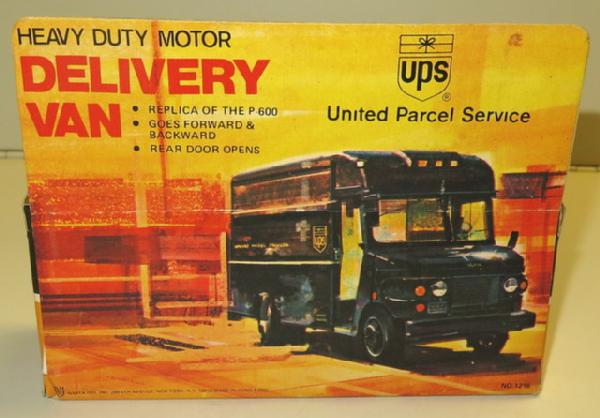 HEAVY DUTY MOTOR
DELIVERY
VAN
• REPLICA OF THE P-600
• GOES FORWARD &
BACKWARD
• REAR DOOR OPENS
ups
®
United Parcel Service
ups
NO. 1216